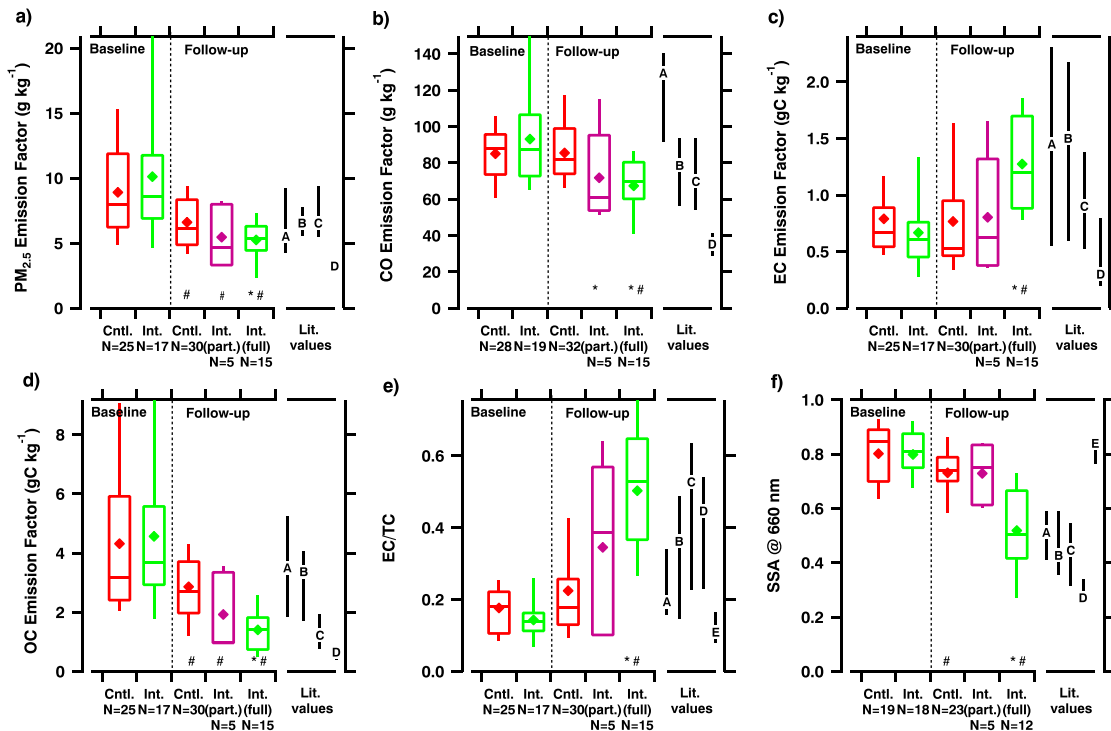 a)
Baseline Follow-up
PM2.5 Emission Factor (g kg-1)
20
15
10
5
0
A
B
C
D
# # * #
Cntl. Int. Cntl. Int. Int. Lit.
N=25 N=17 N=30(part.) (full) values
N=5 N=15
b)
Baseline Follow-up
CO Emission Factor (g kg-1)
140
120
100
80
60
40
20
0
A
B
C
D
* * #
Cntl. Int. Cntl. Int. Int. Lit.
N=28 N=19 N=32(part.) (full) values
N=5 N=15
c)
Baseline Follow-up
EC Emission Factor (gC kg-1)
2.0
1.5
1.0
0.5
0.0
A
B
C
D
* #
Cntl. Int. Cntl. Int. Int. Lit.
N=25 N=17 N=30(part.) (full) values
N=5 N=15
d)
Baseline Follow-up
OC Emission Factor (gC kg-1)
8
6
4
2
0
A
B
C
D
# # * #
Cntl. Int. Cntl. Int. Int. Lit.
N=25 N=17 N=30(part.) (full) values
N=5 N=15
e)
Baseline Follow-up
EC/TC
0.6
0.4
0.2
0.0
A
B
C
D
E
* #
Cntl. Int. Cntl. Int. Int. Lit.
N=25 N=17 N=30(part.) (full) values
N=5 N=15
f)
Baseline Follow-up
SSA @ 660 nm
1.0
0.8
0.6
0.4
0.2
0.0
A
B
C
D
E
# * #
Cntl. Int. Cntl. Int. Int. Lit.
N=19 N=18 N=23(part.) (full) values
N=5 N=12